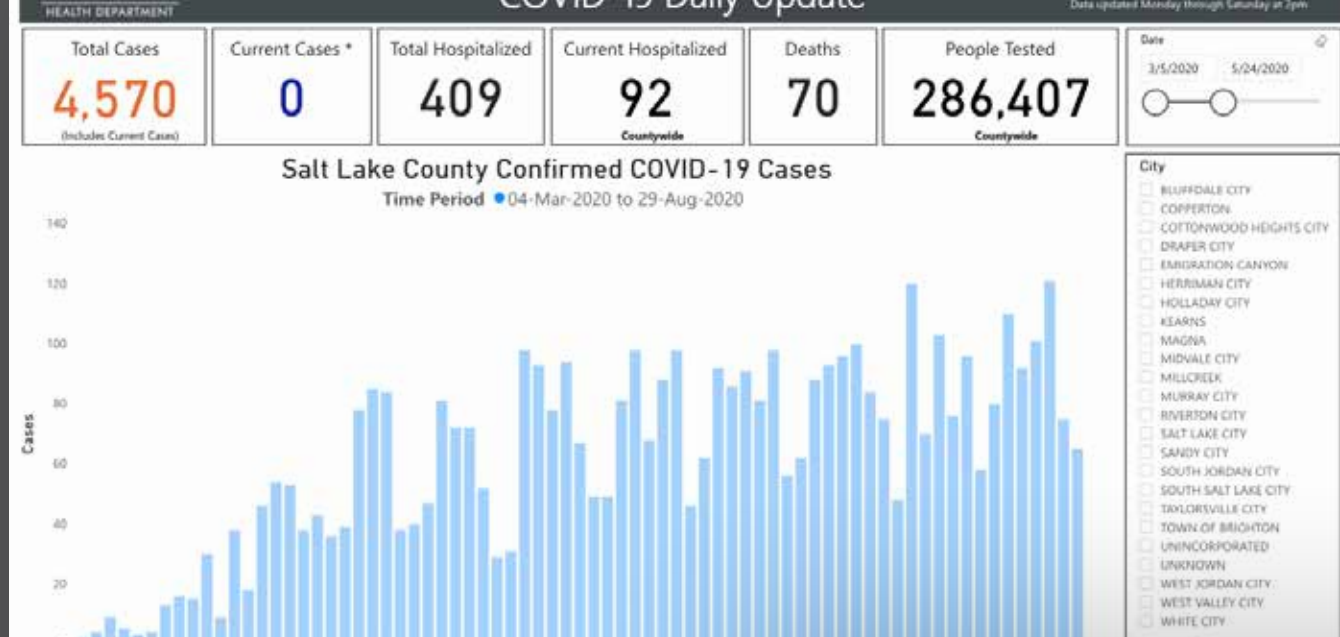 HEALTH DEPARTMENT
COVID-19 Daily Update
Data updated Monday through Saturday at 2pm
Total Cases
4,570
(Includes Current Cases)
Current Cases *
0
Total Hospitalized
409
Current Hospitalized
92
Countywide
Deaths
70
People Tested
286,407
Countywide
Date
3/5/2020 5/24/2020
Salt Lake County Confirmed COVID-19 Cases
Time Period 04-Mar-2020 to 29-Aug-2020
Cases
140
120
100
80
60
40
20
City
BLUFFDALE CITY
COPPERTON
COTTONWOOD HEIGHTS CITY
DRAPER CITY
EMIGRATION CANYON
HERRIMAN CITY
HOLLADAY CITY
KEARNS
MAGNA
MIDVALE CITY
MILLCREEK
MURRAY CITY
RIVERTON CITY
SALT LAKE CITY
SANDY CITY
SOUTH JORDAN CITY
SOUTH SALT LAKE CITY
TAYLORSVILLE CITY
TOWN OF BRIGHTON
UNINCORPORATED
UNKNOWN
WEST JORDAN CITY
WEST VALLEY CITY
WHITE CITY